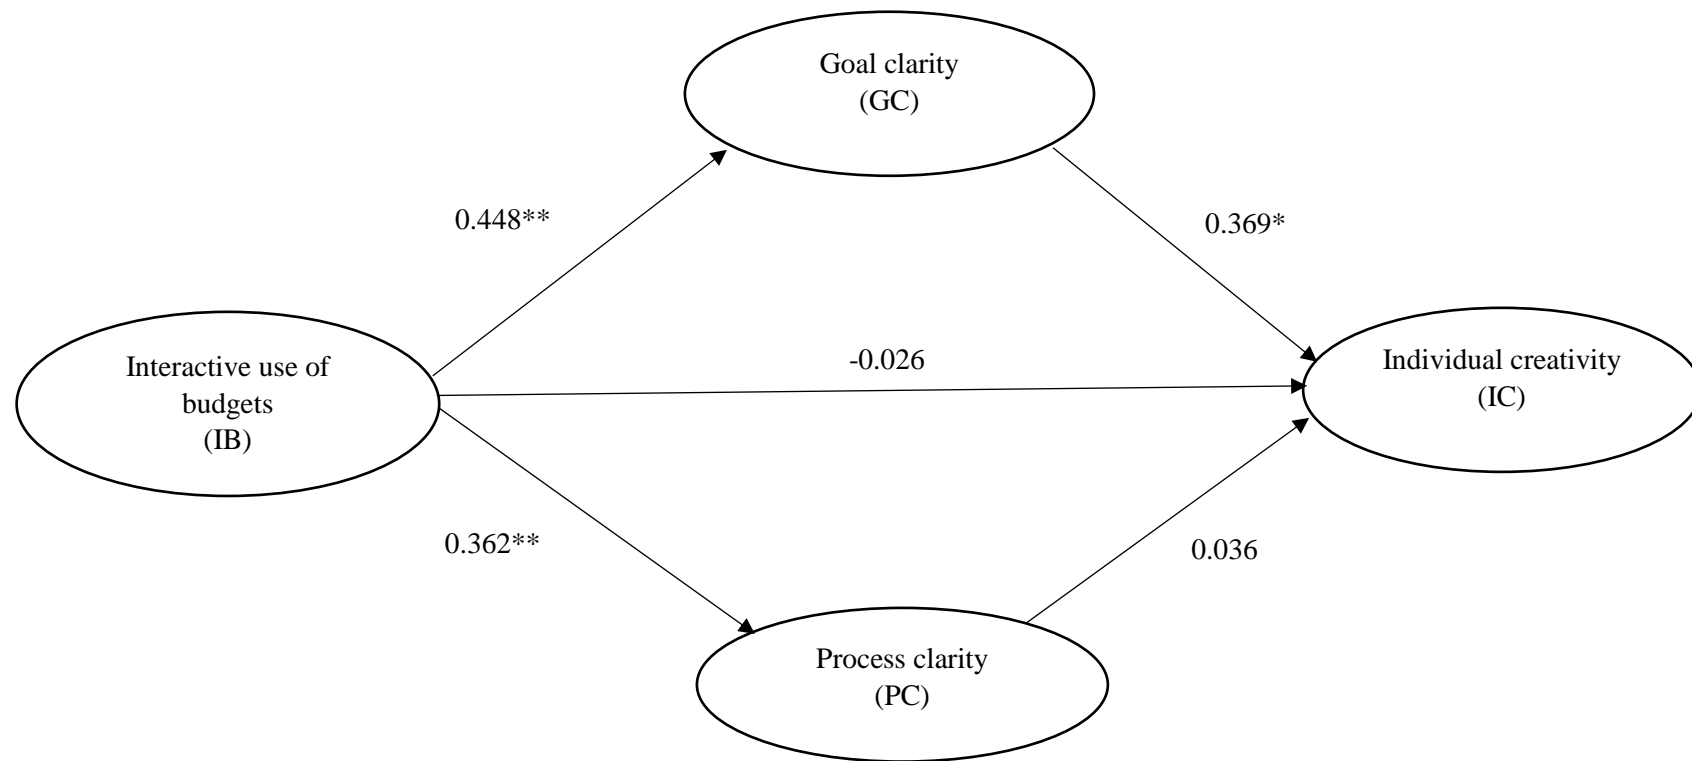 Goal clarity
(GC)
0.448**
0.369*
Interactive use of
budgets
(IB)
-0.026
Individual creativity
(IC)
0.362**
0.036
Process clarity
(PC)